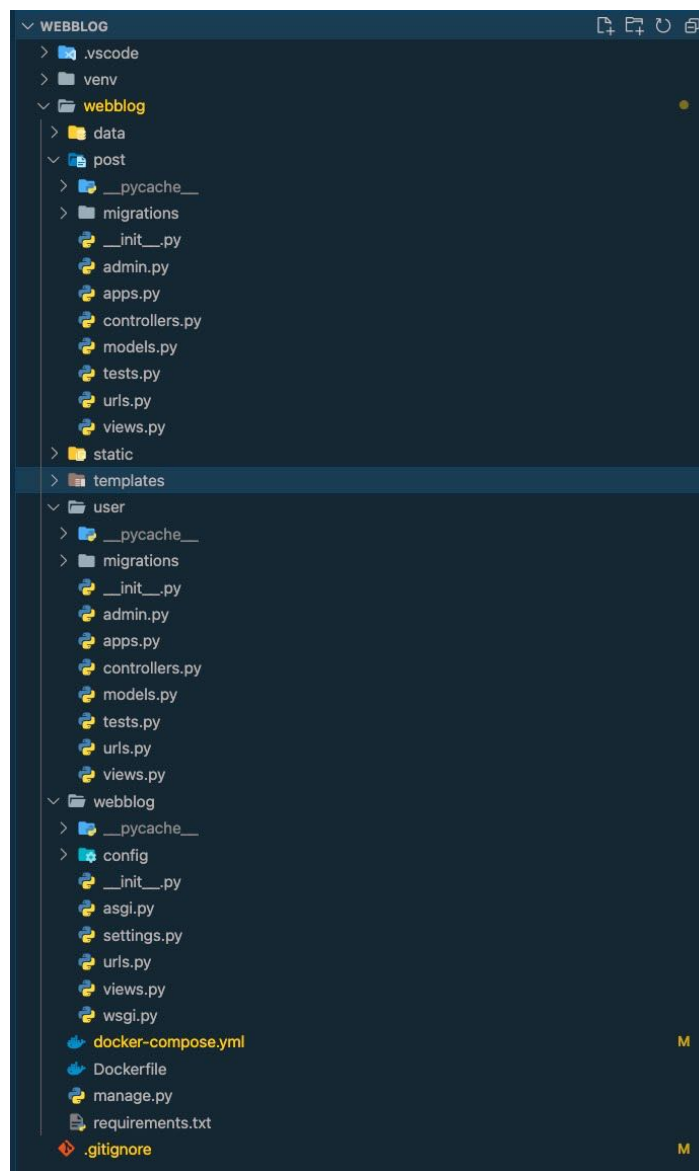 WEBBLOG
.vscode
venv
webblog
data
post
__pycache__
migrations
__init__.py
admin.py
apps.py
controllers.py
models.py
tests.py
urls.py
views.py
static
templates
user
__pycache__
migrations
__init__.py
admin.py
apps.py
controllers.py
models.py
tests.py
urls.py
views.py
webblog
__pycache__
config
__init__.py
asgi.py
settings.py
urls.py
views.py
wsgi.py
docker-compose.yml M
Dockerfile
manage.py
requirements.txt
.gitignore M